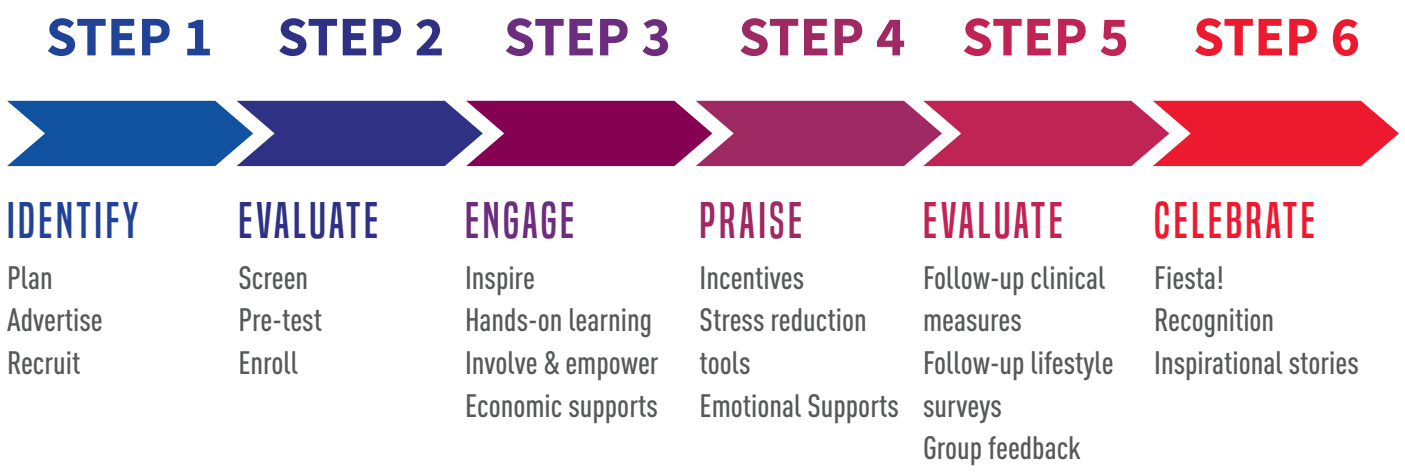 STEP 1
STEP 2
STEP 3
STEP 4
STEP 5
STEP 6
IDENTIFY
Plan
Advertise
Recruit
EVALUATE
Screen
Pre-test
Enroll
ENGAGE
Inspire
Hands-on learning
Involve & empower
Economic supports
PRAISE
Incentives
Stress reduction
tools
Emotional Supports
EVALUATE
Follow-up clinical
measures
Follow-up lifestyle
surveys
Group feedback
CELEBRATE
Fiesta!
Recognition
Inspirational stories